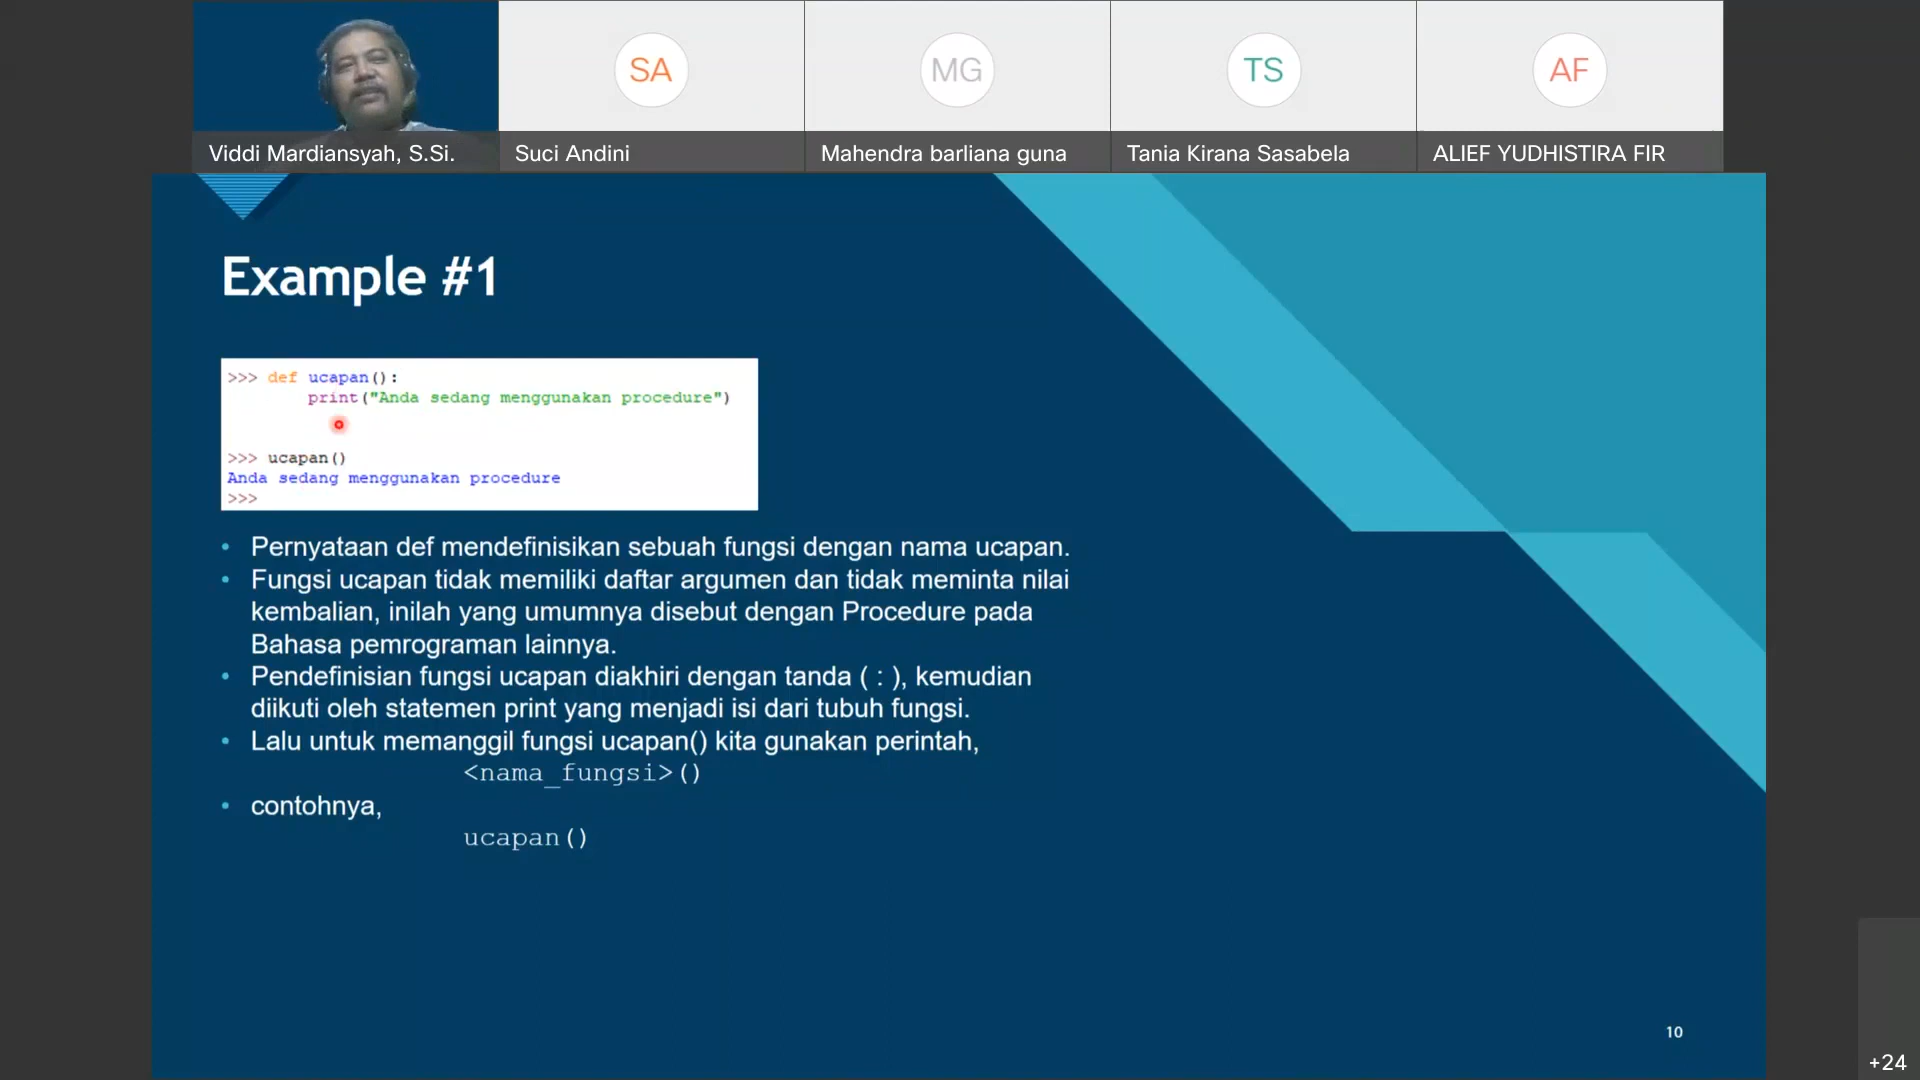 SA
MG
TS
AF
Viddi Mardiansyah, S.Si.
Suci Andini
Mahendra barliana guna
Tania Kirana Sasabela
ALIEF YUDHISTIRA FIR
Example #1
>>> def ucapan():
print("Anda sedang menggunakan procedure")
>>> ucapan()
Anda sedang menggunakan procedure
>>>
• Pernyataan def mendefinisikan sebuah fungsi dengan nama ucapan.
• Fungsi ucapan tidak memiliki daftar argumen dan tidak meminta nilai
kembalian, inilah yang umumnya disebut dengan Procedure pada
Bahasa pemrograman lainnya.
• Pendefinisian fungsi ucapan diakhiri dengan tanda ( : ), kemudian
diikuti oleh statemen print yang menjadi isi dari tubuh fungsi.
• Lalu untuk memanggil fungsi ucapan() kita gunakan perintah,
<nama_fungsi>()
• contohnya,
ucapan()
10
+24